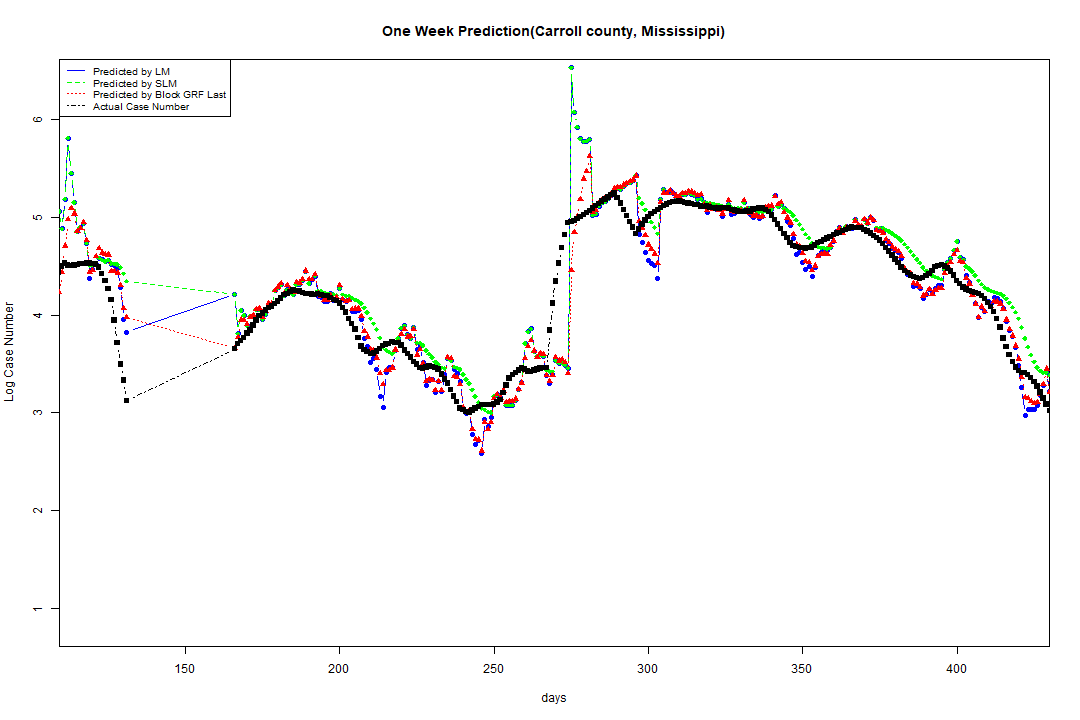 One Week Prediction(Carroll county, Mississippi)
Predicted by LM
Predicted by SLM
Predicted by Block GRF Last
Actual Case Number
6
5
4
3
2
1
Log Case Number
150 200 250 300 350 400
days